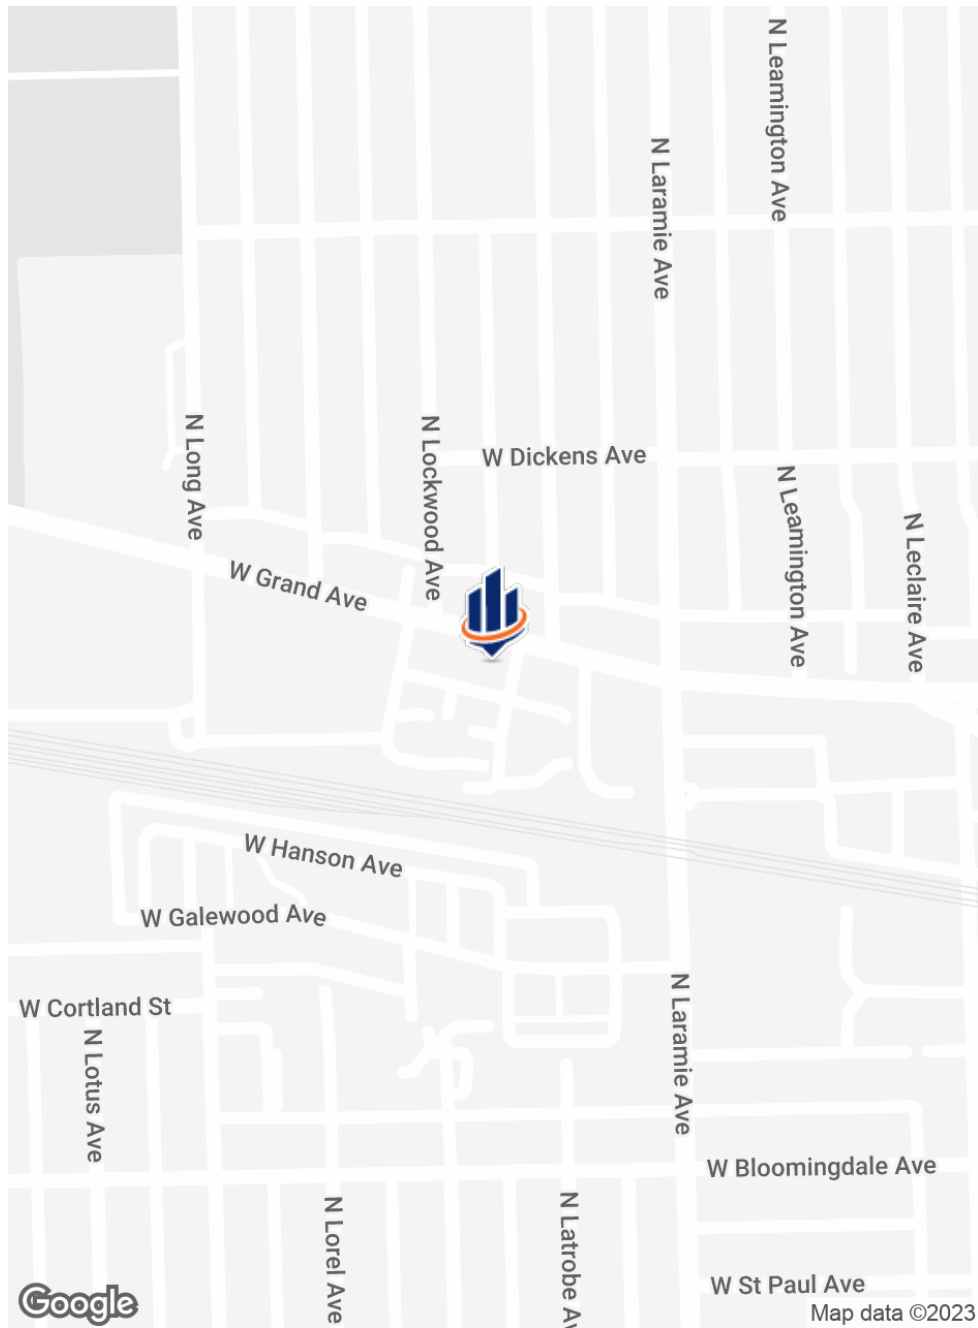 N Leamington Ave
N Laramie Ave
N Long Ave
N Lockwood Ave
W Dickens Ave
N Leamington Ave
N Leclaire Ave
W Grand Ave
W Hanson Ave
W Galewood Ave
W Cortland St
N Lotus Ave
N Laramie Ave
W Bloomingdale Ave
N Lorel Ave
N Latrobe Av
W St Paul Ave
Google
Map data ©2023